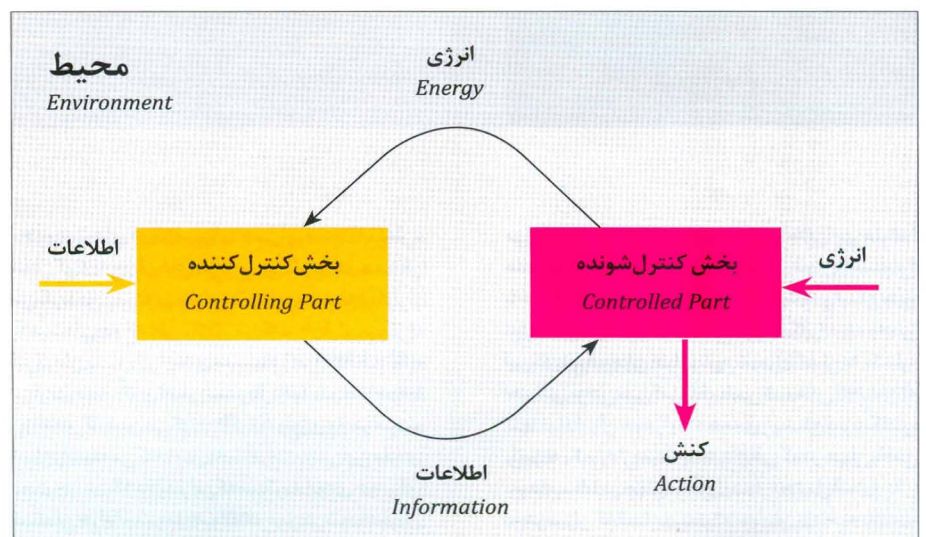 محیط
Environment
انرژی
Energy
اطلاعات
بخش‌کنترل‌کننده
Controlling Part
بخش کنترل‌شونده
Controlled Part
انرژی
اطلاعات
Information
کنش
Action